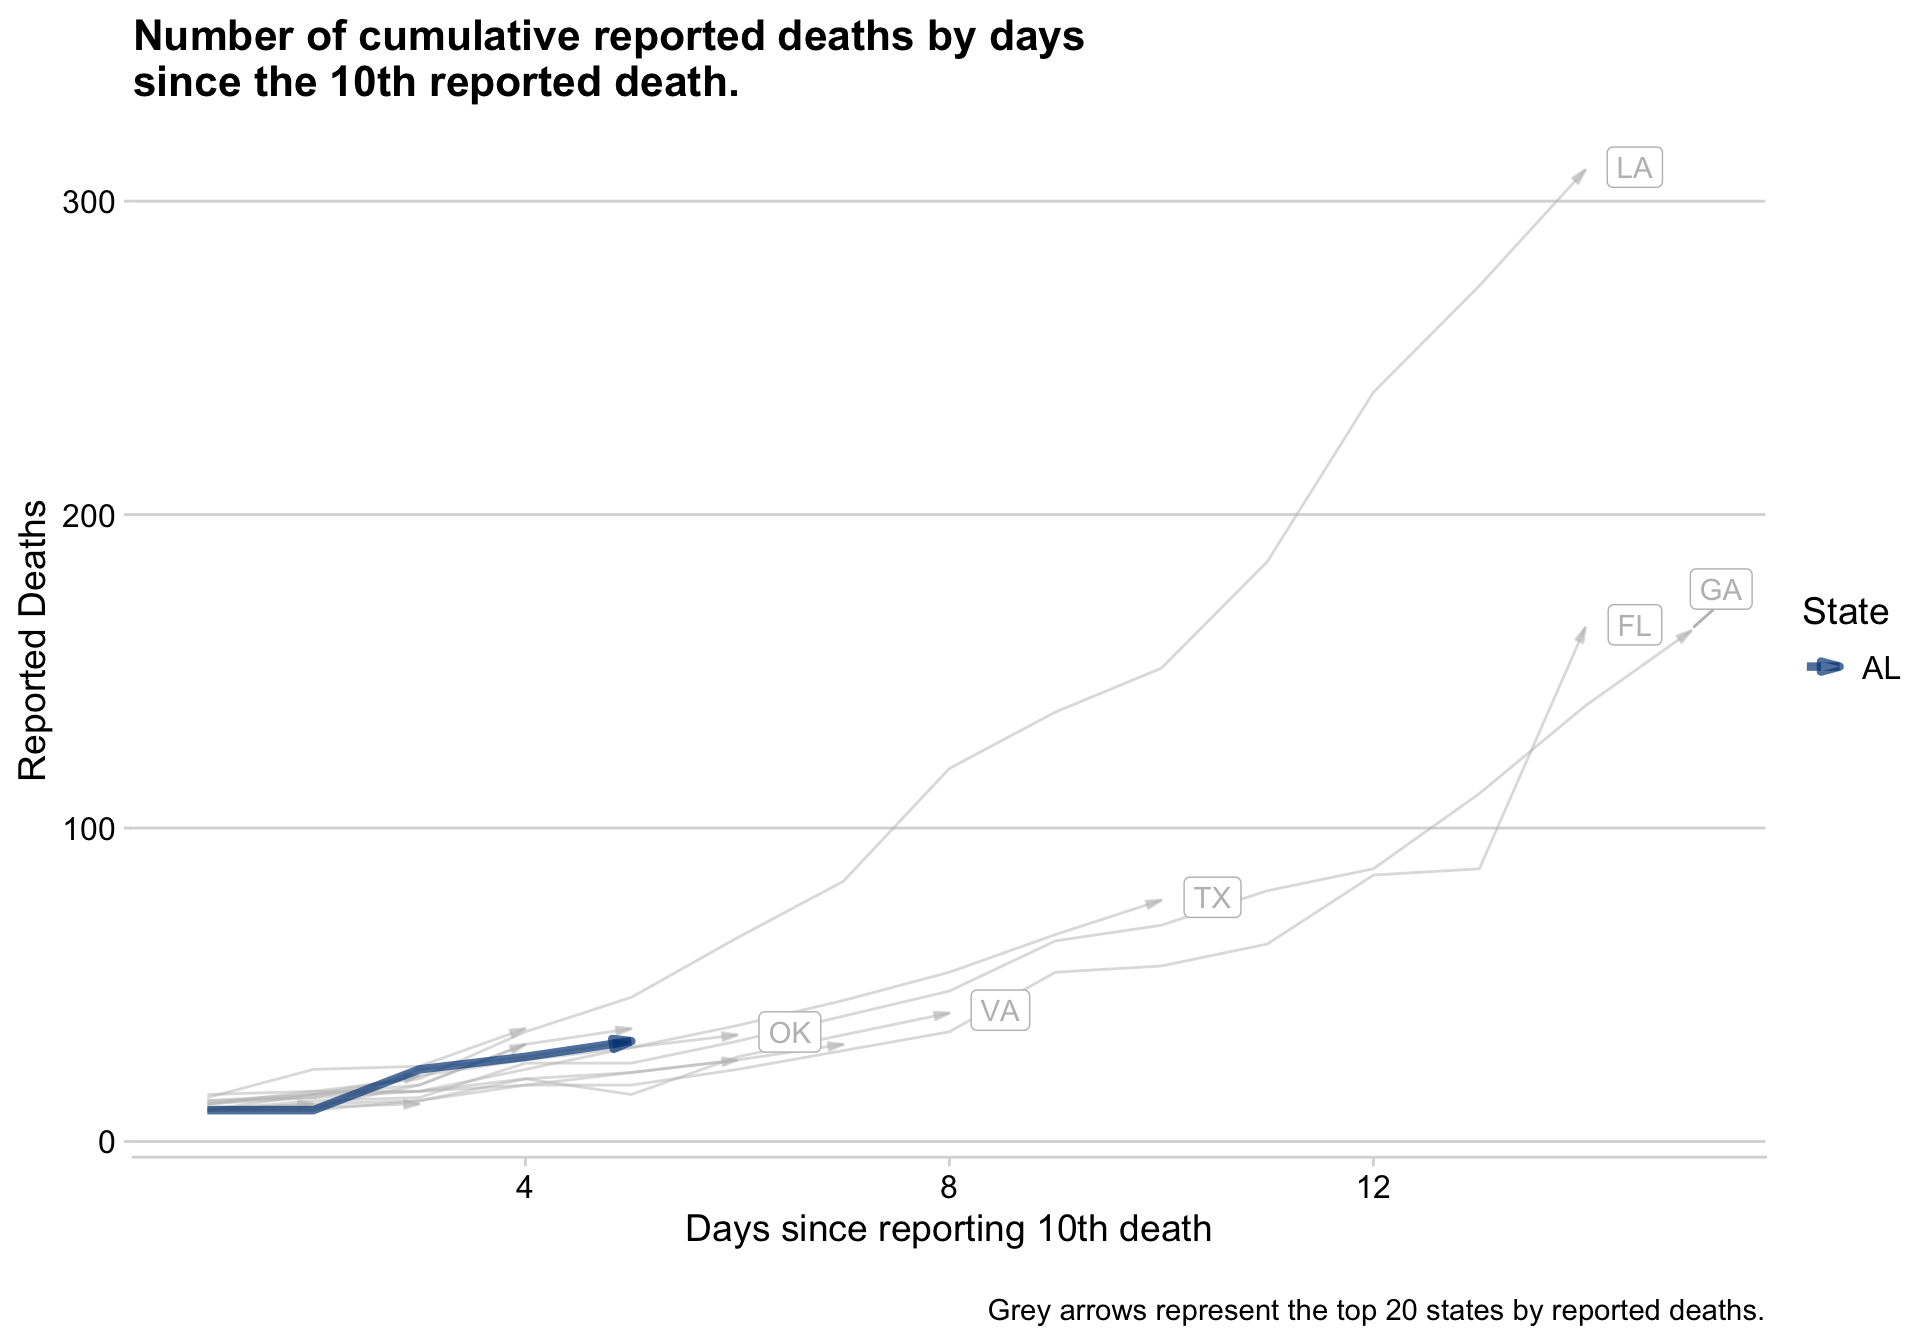 Number of cumulative reported deaths by days
since the 10th reported death.
LA
300
200
GA
FL
State
AL
Reported Deaths
100
TX
VA
OK
0
4 8 12
Days since reporting 10th death
Grey arrows represent the top 20 states by reported deaths.